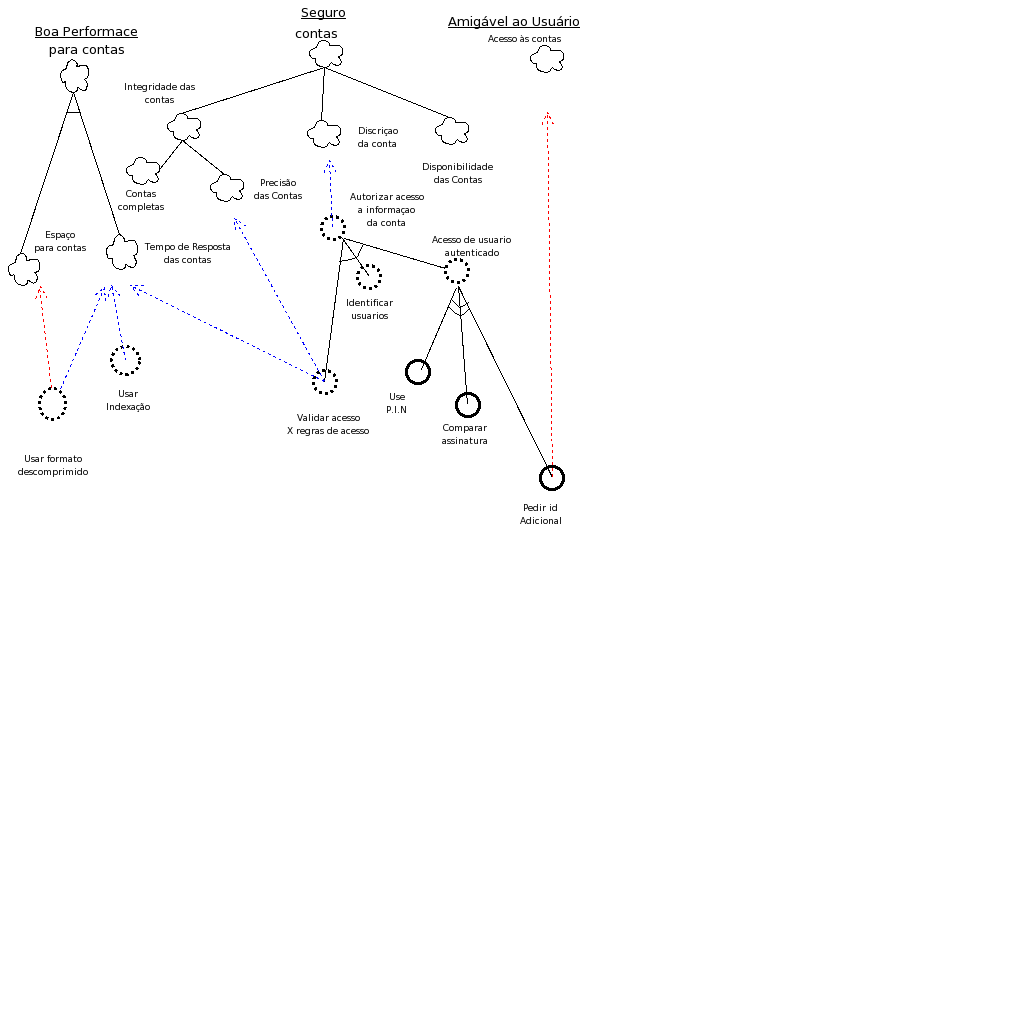 Boa Performace
para contas
Seguro
contas
Amigável ao Usuário
Acesso às contas
Integridade das
contas
Discriçao
da conta
Disponibilidade
das Contas
Contas
completas
Precisão
das Contas
Autorizar acesso
a informaçao
da conta
Espaço
para contas
Tempo de Resposta
das contas
Acesso de usuario
autenticado
Identificar
usuarios
Usar
Indexação
Validar acesso
X regras de acesso
Use
P.I.N
Comparar
assinatura
Usar formato
descomprimido
Pedir id
Adicional